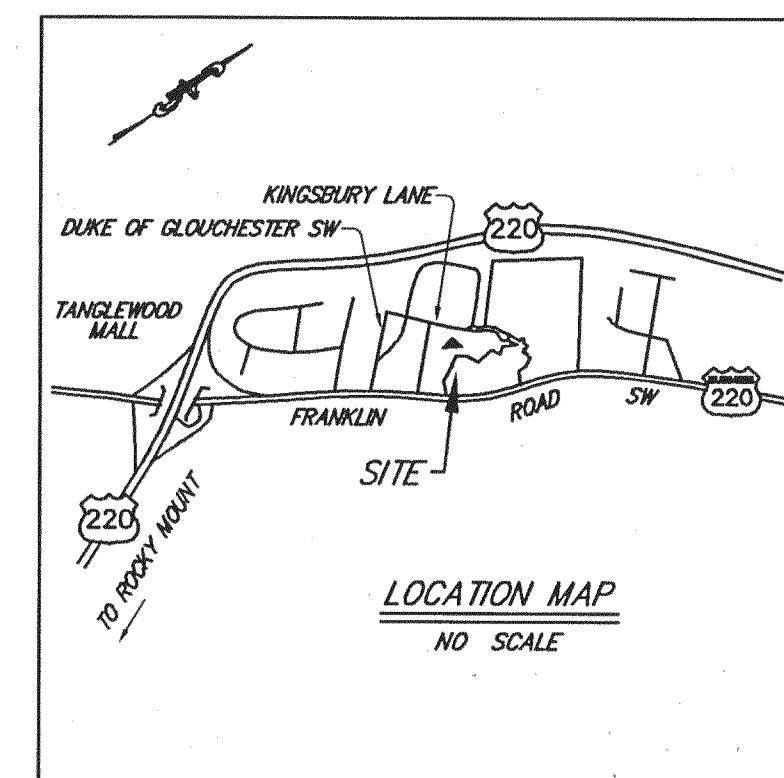 KINGSBURY LANE
DUKE OF GLOUCHESTER SW
220
TANGLEWOOD
MALL
FRANKLIN
ROAD
SW
220
SITE
220
TO ROCKY MOUNT
LOCATION MAP
NO SCALE